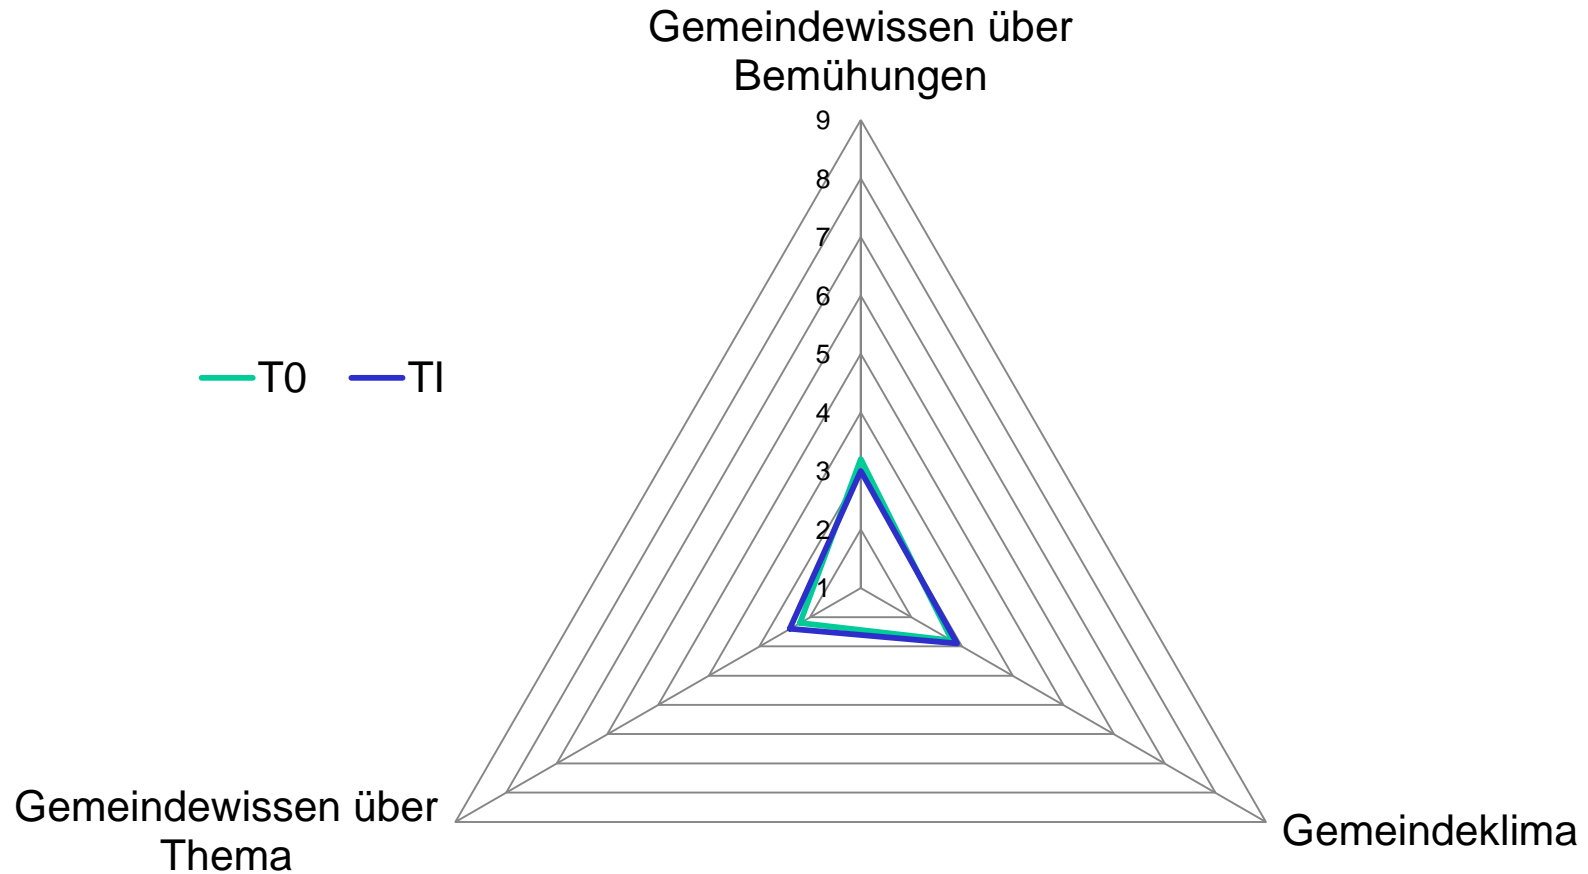 Gemeindewissen über
Bemühungen
9
8
7
6
5
4
3
2
1
T0 TI
Gemeindewissen über
Thema
Gemeindeklima